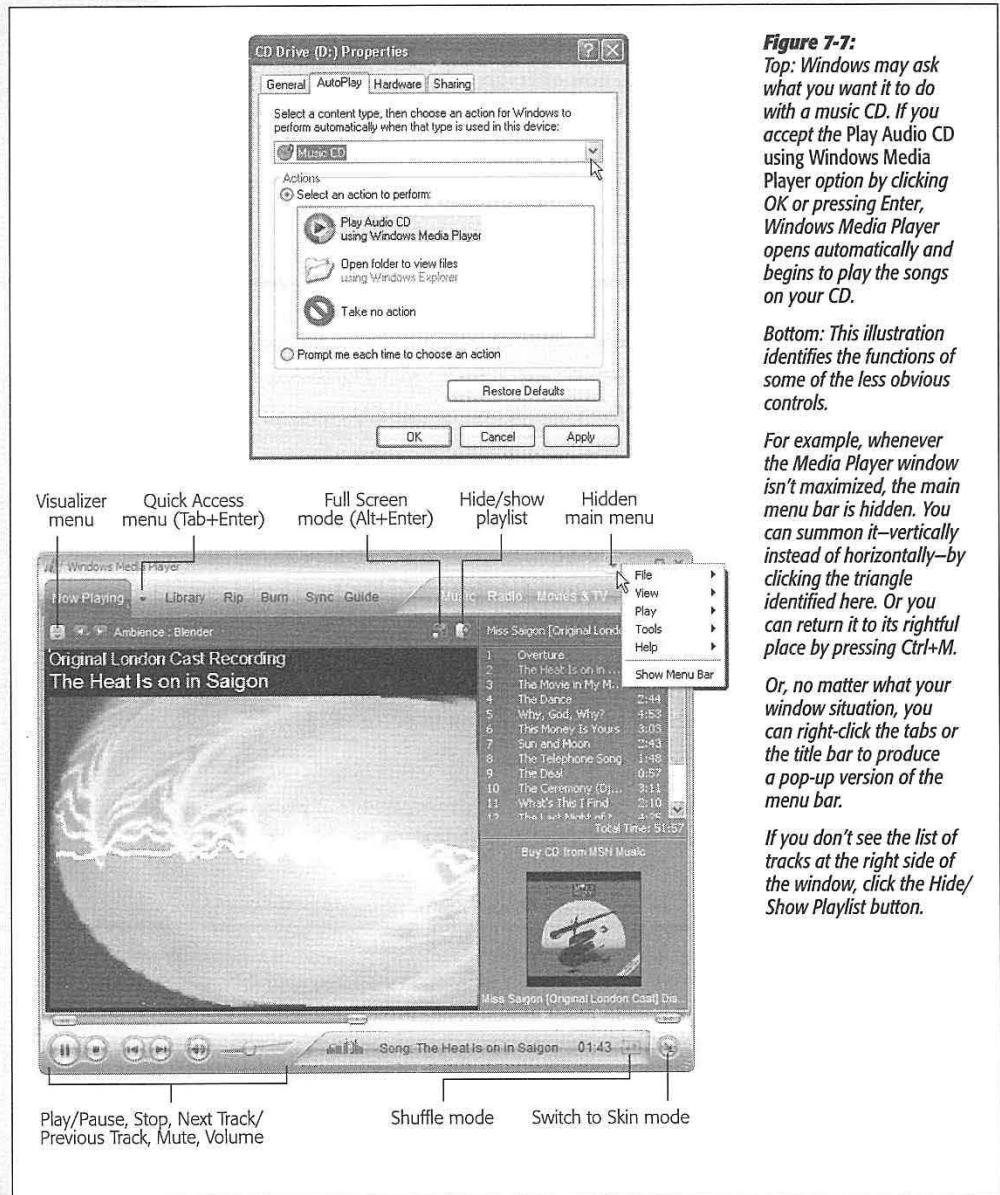 CD Drive (D:) Properties
General AutoPlay Hardware Sharing
Select a content type, then choose an action for Windows to
perform automatically when that type is used in this device:
Music CD
Actions
Select an action to perform:
Play Audio CD
using Windows Media Player
Open folder to view files
using Windows Explorer
Take no action
Prompt me each time to choose an action
Restore Defaults
OK Cancel Apply
Figure 7-7:
Top: Windows may ask
what you want it to do
with a music CD. If you
accept the Play Audio CD
using Windows Media
Player option by clicking
OK or pressing Enter,
Windows Media Player
opens automatically and
begins to play the songs
on your CD.
Bottom: This illustration
identifies the functions of
some of the less obvious
controls.
For example, whenever
the Media Player window
isn't maximized, the main
menu bar is hidden. You
can summon it—vertically
instead of horizontally—by
clicking the triangle
identified here. Or you
can return it to its rightful
place by pressing Ctrl+M.
Or, no matter what your
window situation, you
can right-click the tabs or
the title bar to produce
a pop-up version of the
menu bar.
If you don't see the list of
tracks at the right side of
the window, click the Hide/
Show Playlist button.
Visualizer
menu
Quick Access
menu (Tab+Enter)
Full Screen
mode (Alt+Enter)
Hide/show
playlist
Hidden
main menu
Windows Media Player
Now Playing Library Rip Burn Sync Guide Music Radio Movies & TV
File
View
Play
Tools
Help
Show Menu Bar
Ambience : Blender
Miss Saigon [Original Lond
Original London Cast Recording
The Heat Is on in Saigon
1 Overture
2 The Heat Is on in ...
3 The Movie in My M...
4 The Dance 2:44
5 Why, God, Why? 4:53
6 This Money Is Yours 3:03
7 Sun and Moon 2:43
8 The Telephone Song 1:48
9 The Deal 0:57
10 The Ceremony (Dj... 3:11
11 What's This I Find 2:10
12 The Last Night of
Total Time: 51:57
Buy CD from MSN Music
Miss Saigon [Original London Cast] Dis...
Song: The Heat Is on in Saigon 01:43
Play/Pause, Stop, Next Track/
Previous Track, Mute, Volume
Shuffle mode
Switch to Skin mode